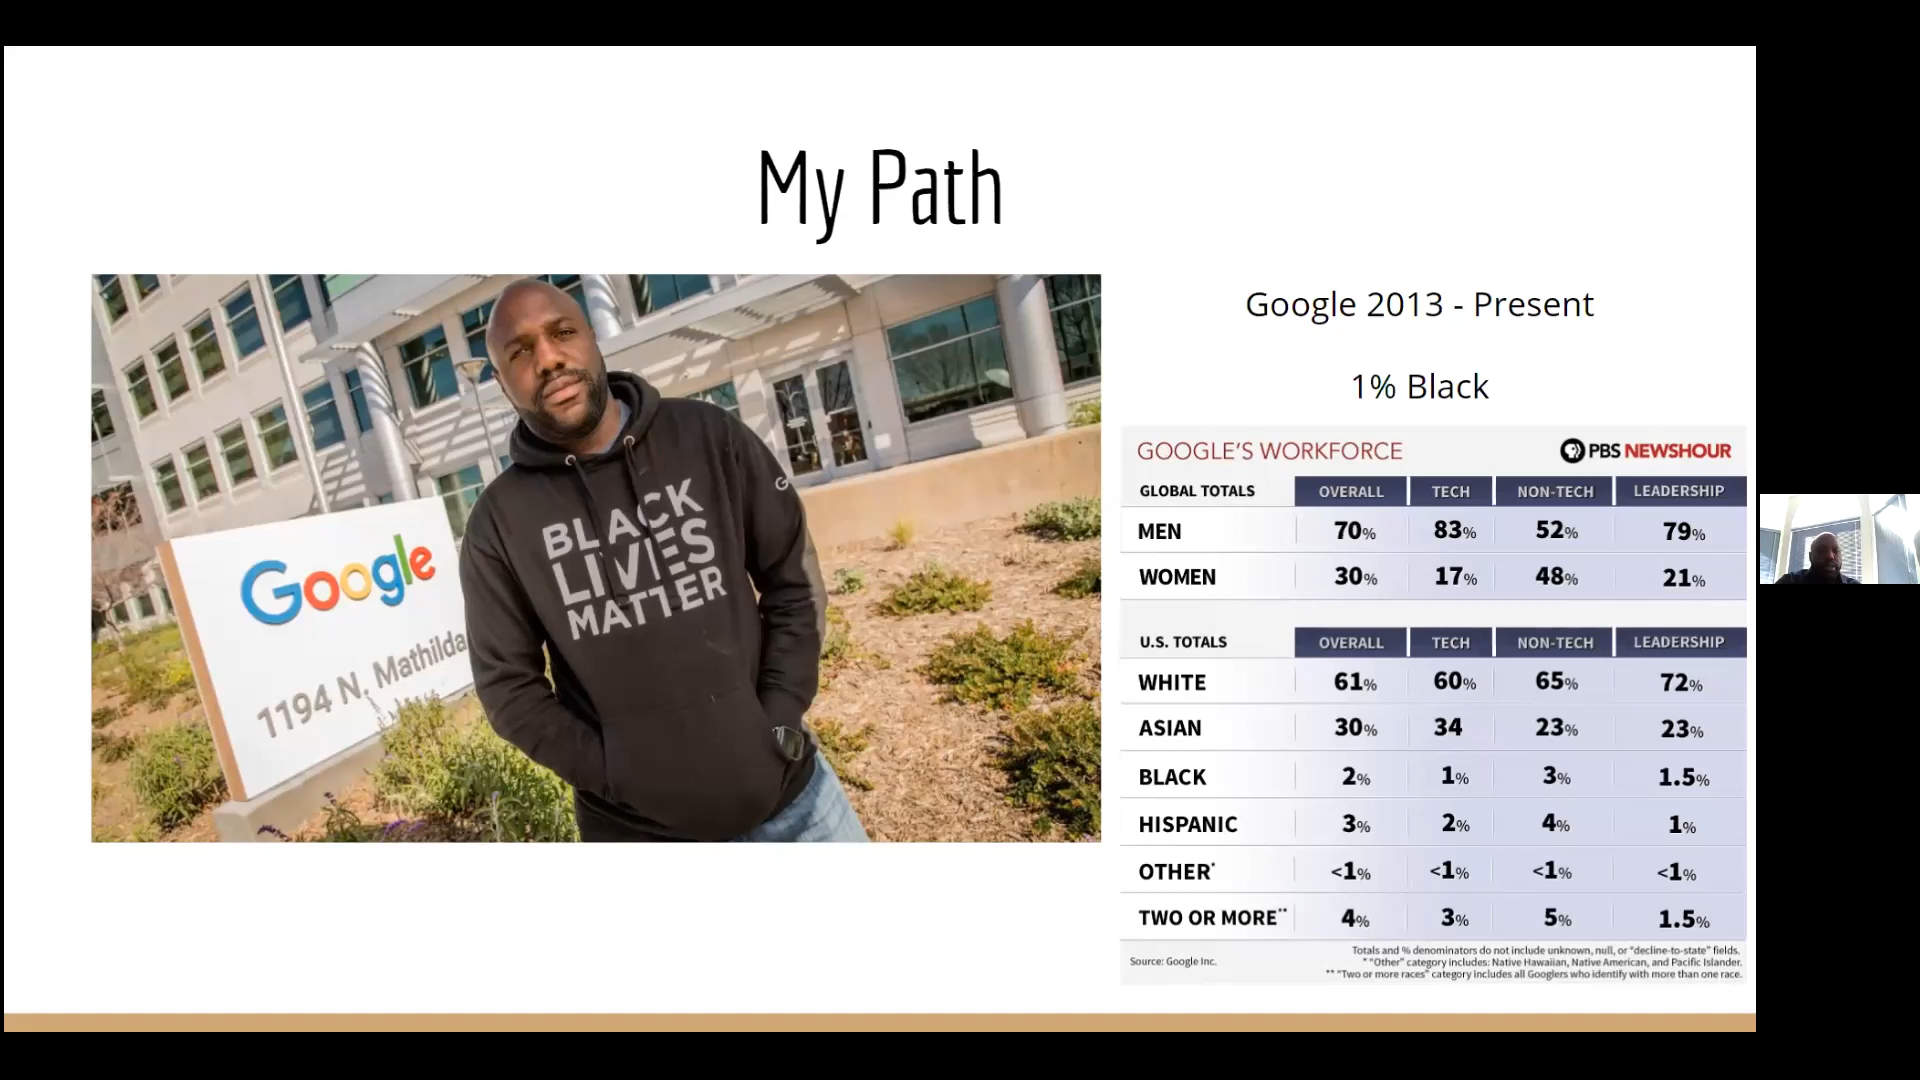 My Path
Google
1194 N. Mathilda
BLACK
LIVES
MATTER
G
Google 2013 - Present
1% Black
GOOGLE'S WORKFORCE PBS NEWSHOUR
GLOBAL TOTALS OVERALL TECH NON-TECH LEADERSHIP
MEN 70% 83% 52% 79%
WOMEN 30% 17% 48% 21%
U.S. TOTALS OVERALL TECH NON-TECH LEADERSHIP
WHITE 61% 60% 65% 72%
ASIAN 30% 34 23% 23%
BLACK 2% 1% 3% 1.5%
HISPANIC 3% 2% 4% 1%
OTHER* <1% <1% <1% <1%
TWO OR MORE** 4% 3% 5% 1.5%
Source: Google Inc.
Totals and % denominators do not include unknown, null, or "decline-to-state" fields.
* "Other" category includes: Native Hawaiian, Native American, and Pacific Islander.
** "Two or more races" category includes all Googlers who identify with more than one race.